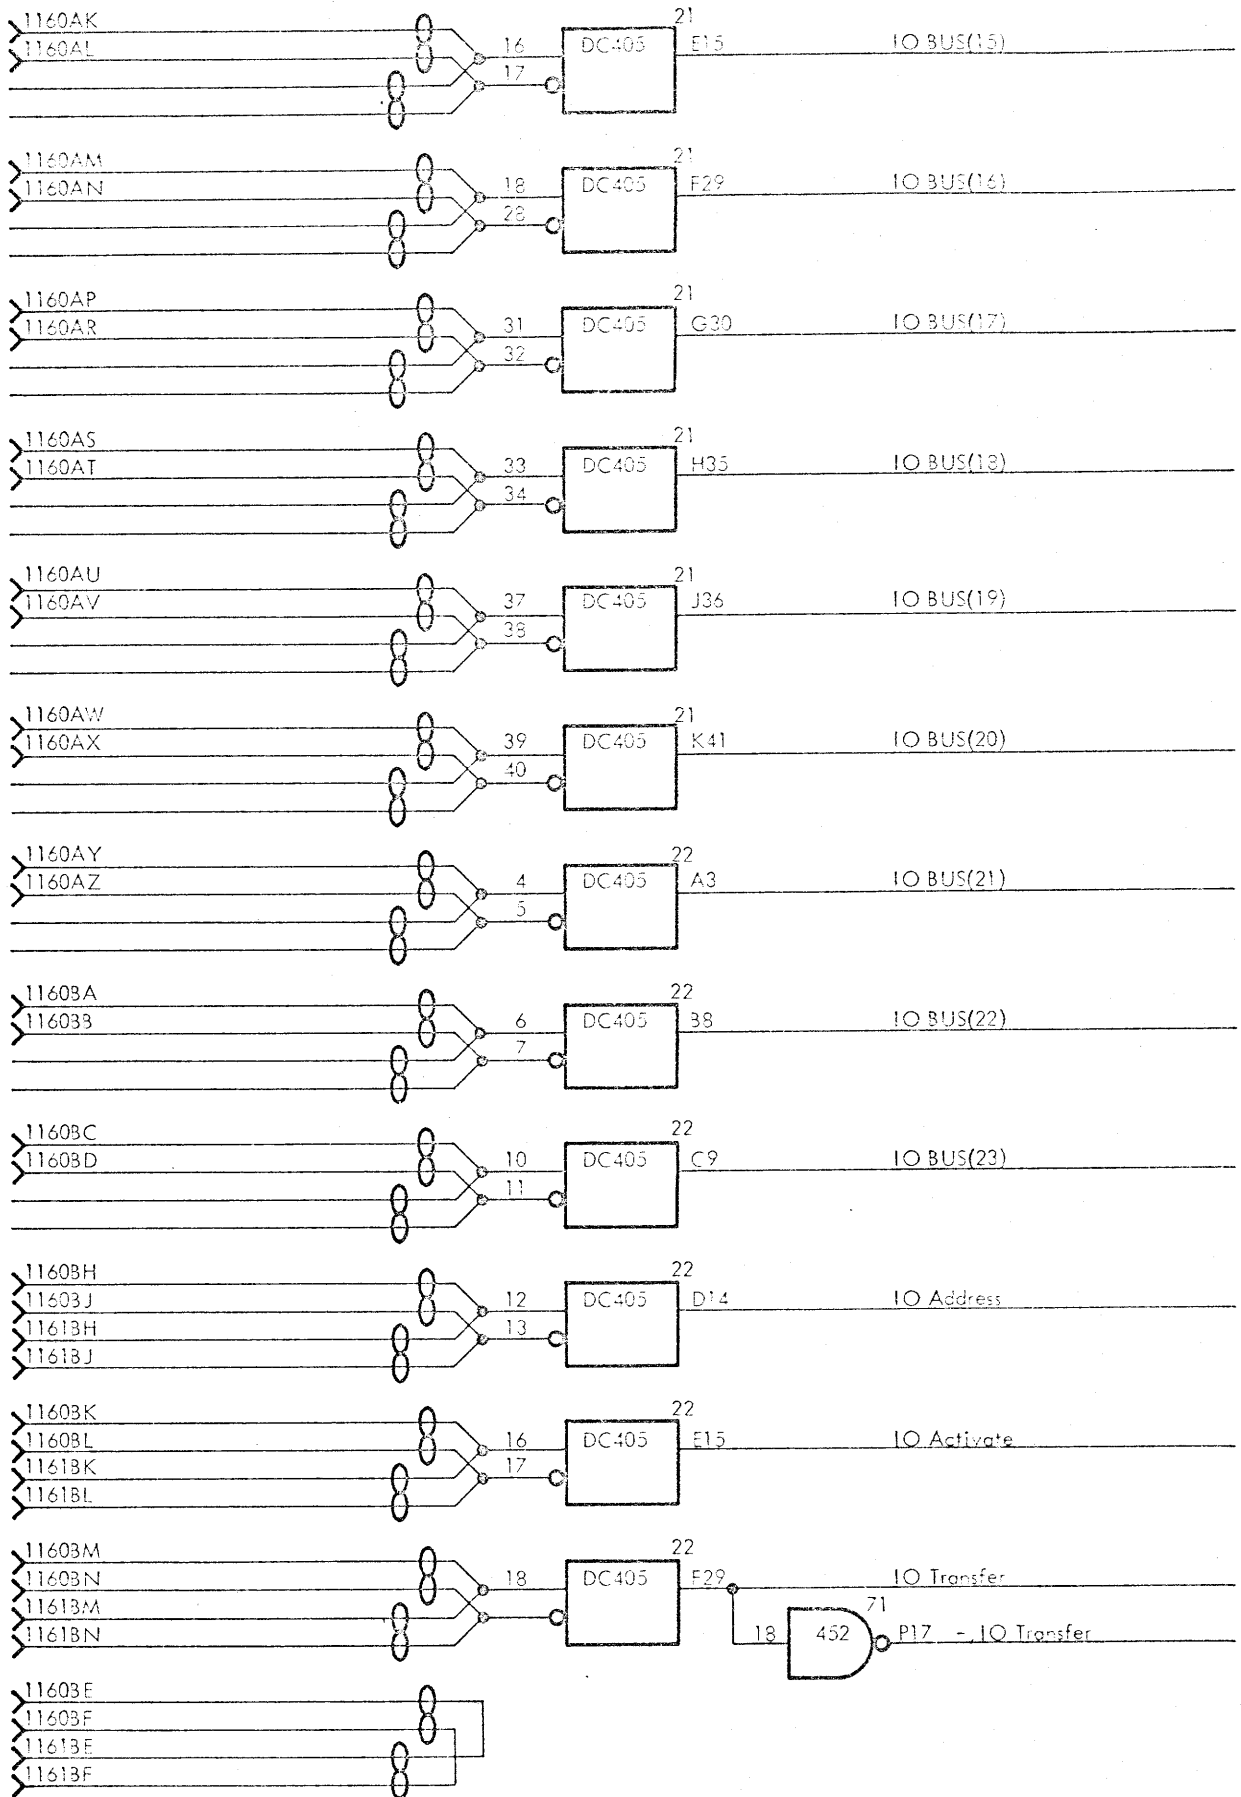 1160AK
21
1160AL
16
DC405
E15
IO BUS(15)
17
1160AM
21
1160AN
18
DC405
F29
IO BUS(16)
28
1160AP
21
1160AR
31
DC405
G30
IO BUS(17)
32
1160AS
21
1160AT
33
DC405
H35
IO BUS(18)
34
1160AU
21
1160AV
37
DC405
J36
IO BUS(19)
38
1160AW
21
1160AX
39
DC405
K41
IO BUS(20)
40
1160AY
22
1160AZ
4
DC405
A3
IO BUS(21)
5
1160BA
22
1160BB
6
DC405
B8
IO BUS(22)
7
1160BC
22
1160BD
10
DC405
C9
IO BUS(23)
11
1160BH
22
1160BJ
12
DC405
D14
IO Address
1161BH
13
1161BJ
1160BK
22
1160BL
16
DC405
E15
IO Activate
1161BK
17
1161BL
1160BM
22
1160BN
18
DC405
F29
IO Transfer
1161BM
71
1161BN
18
452
P17
- IO Transfer
1160BE
1160BF
1161BE
1161BF